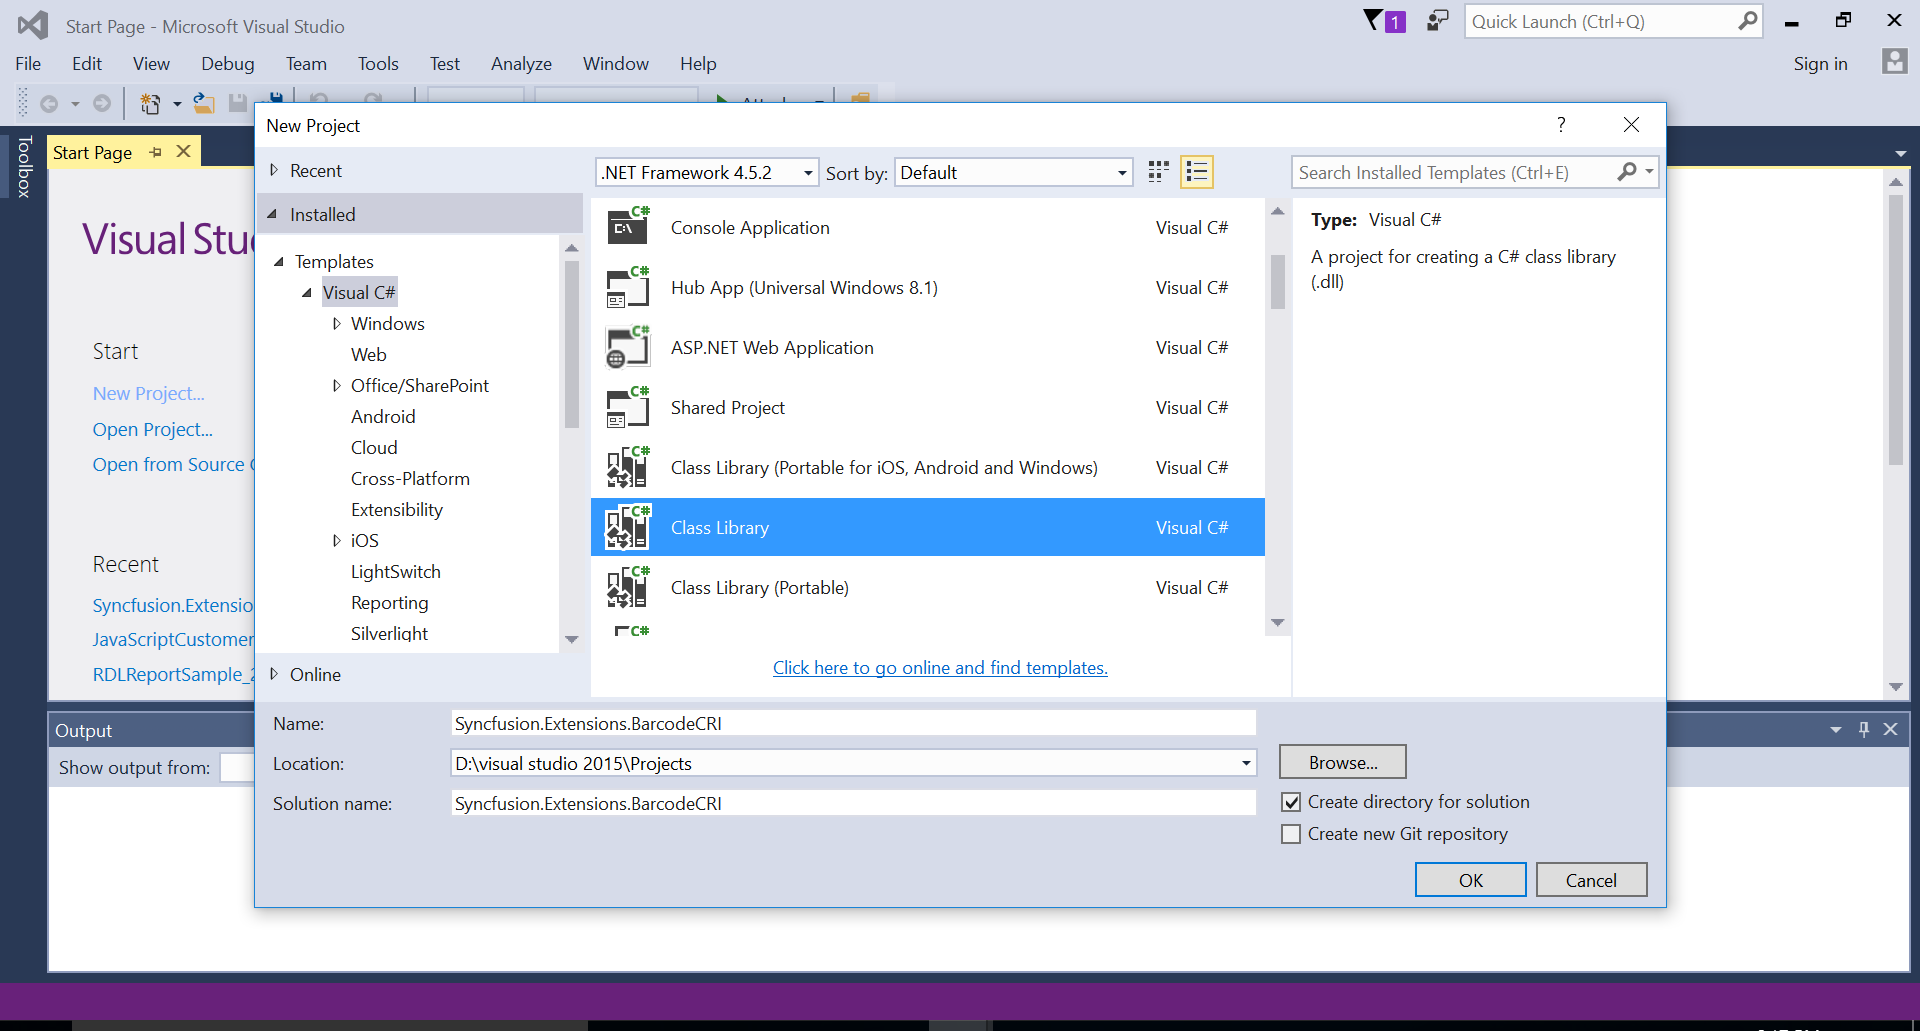 Start Page - Microsoft Visual Studio
1
Quick Launch (Ctrl+Q)
File Edit View Debug Team Tools Test Analyze Window Help
Sign in
Toolbox
Start Page
Visual Stu
Start
New Project...
Open Project...
Open from Source
Recent
Syncfusion.Extensio
JavaScriptCustomer
RDLReportSample_
New Project
?
Recent
.NET Framework 4.5.2
Sort by: Default
Search Installed Templates (Ctrl+E)
Installed
Templates
Visual C#
Windows
Web
Office/SharePoint
Android
Cloud
Cross-Platform
Extensibility
iOS
LightSwitch
Reporting
Silverlight
Online
C# C:\ Console Application Visual C#
C# Hub App (Universal Windows 8.1) Visual C#
C# ASP.NET Web Application Visual C#
C# Shared Project Visual C#
C# Class Library (Portable for iOS, Android and Windows) Visual C#
C# Class Library Visual C#
C# Class Library (Portable) Visual C#
C#
Click here to go online and find templates.
Type: Visual C#
A project for creating a C# class library
(.dll)
Name: Syncfusion.Extensions.BarcodeCRI
Location: D:\visual studio 2015\Projects
Browse...
Solution name: Syncfusion.Extensions.BarcodeCRI
Create directory for solution
Create new Git repository
OK Cancel
Output
Show output from: